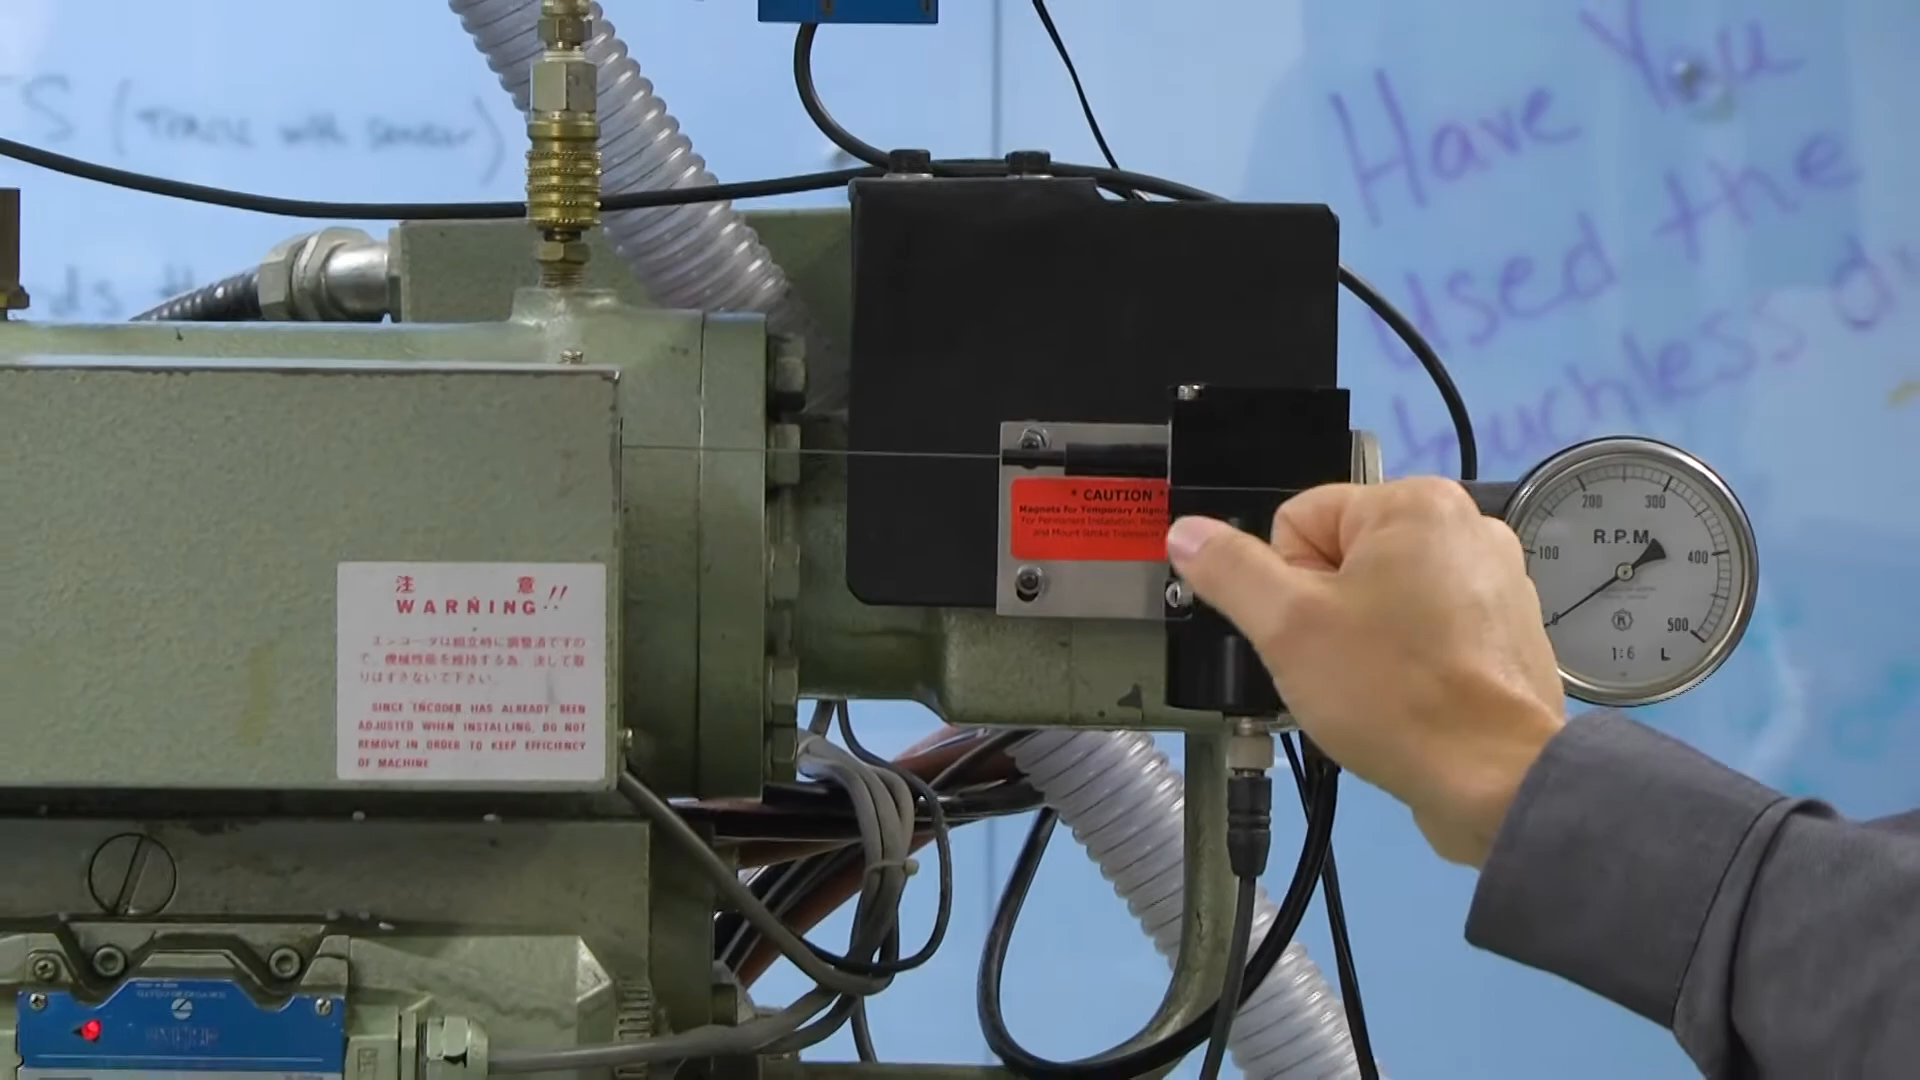 TS (Track with sensor)
Have You
Used the
touchless
* CAUTION *
Magnets for Temporary
For Permanent Installation,
and Mount Stroke
200
300
R.P.M
100
400
0
500
1:6 L
注 意
WARNING!!
エンコーダは組立時に調整済ですの
で、機械性能を維持する為、決して取
りはずさないで下さい。
SINCE ENCODER HAS ALREADY BEEN
ADJUSTED WHEN INSTALLING, DO NOT
REMOVE IN ORDER TO KEEP EFFICIENCY
OF MACHINE